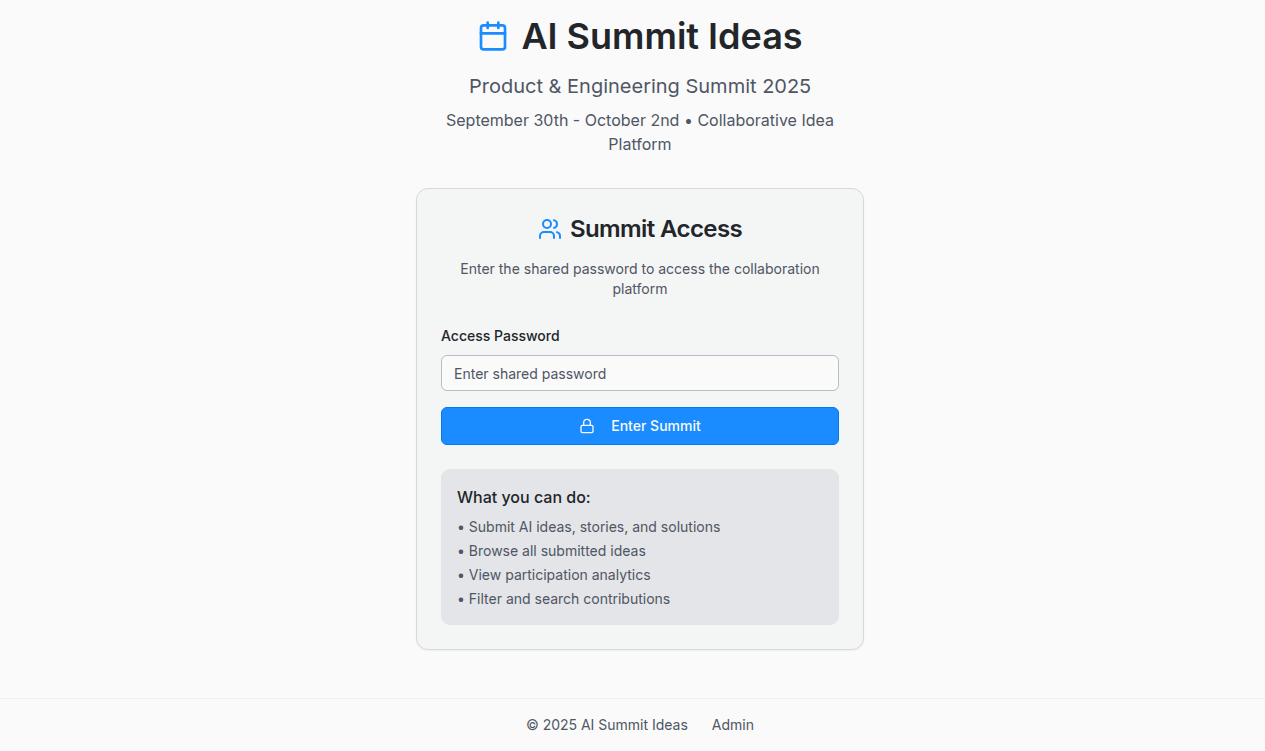 AI Summit Ideas
Product & Engineering Summit 2025
September 30th - October 2nd • Collaborative Idea
Platform
Summit Access
Enter the shared password to access the collaboration
platform
Access Password
Enter shared password
Enter Summit
What you can do:
• Submit AI ideas, stories, and solutions
• Browse all submitted ideas
• View participation analytics
• Filter and search contributions
© 2025 AI Summit Ideas Admin